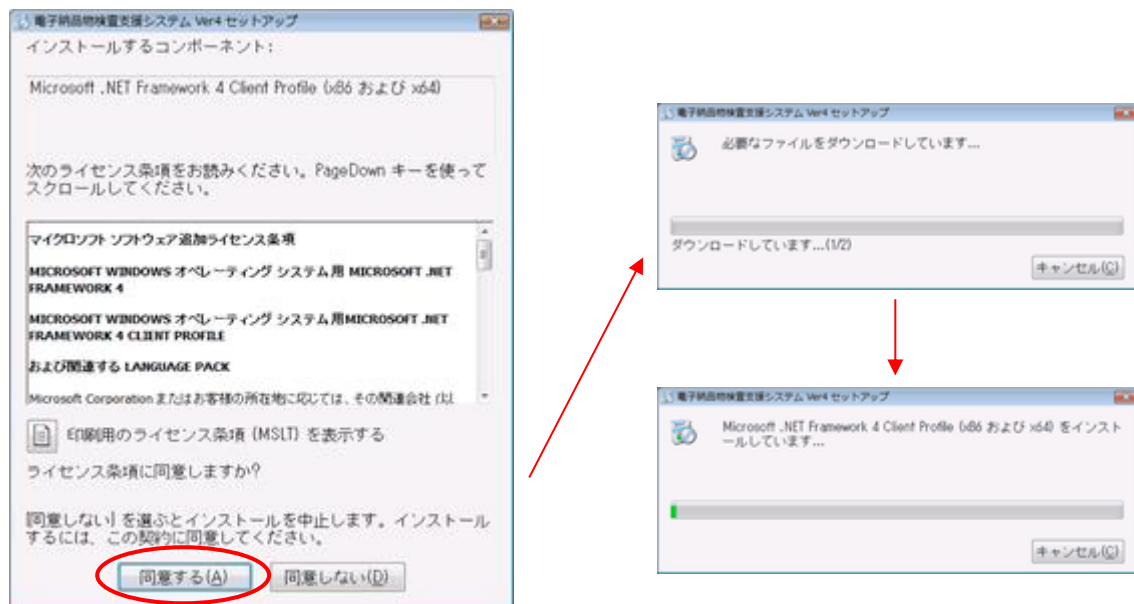 電子納品物検査支援システム Ver4 セットアップ
インストールするコンポーネント:
Microsoft .NET Framework 4 Client Profile (x86 および x64)
次のライセンス条項をお読みください。PageDown キーを使って
スクロールしてください。
マイクロソフト ソフトウェア追加ライセンス条項
MICROSOFT WINDOWS オペレーティング システム用 MICROSOFT .NET
FRAMEWORK 4
MICROSOFT WINDOWS オペレーティング システム用MICROSOFT .NET
FRAMEWORK 4 CLIENT PROFILE
および関連する LANGUAGE PACK
Microsoft Corporation またはお客様の所在地に応じては、その関連会社 (以
印刷用のライセンス条項 (MSLT) を表示する
ライセンス条項に同意しますか?
[同意しない] を選ぶとインストールを中止します。インストール
するには、この契約に同意してください。
同意する(A)
同意しない(D)
電子納品物検査支援システム Ver4 セットアップ
必要なファイルをダウンロードしています...
ダウンロードしています...(1/2)
キャンセル(C)
電子納品物検査支援システム Ver4 セットアップ
Microsoft .NET Framework 4 Client Profile (x86 および x64) をインスト
ールしています...
キャンセル(C)